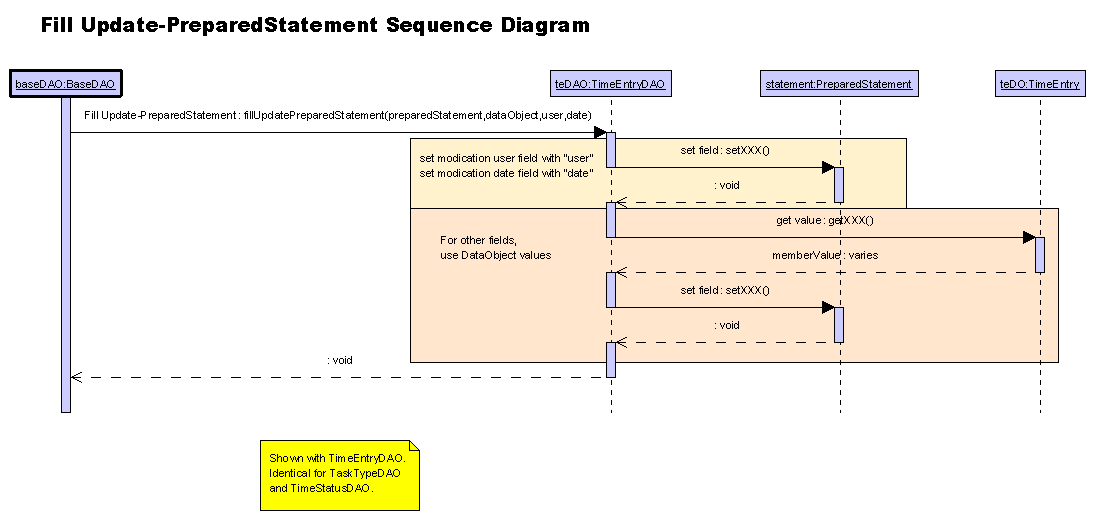 Fill Update-PreparedStatement Sequence Diagram
baseDAO:BaseDAO
teDAO:TimeEntryDAO
statement:PreparedStatement
teDO:TimeEntry
Fill Update-PreparedStatement : fillUpdatePreparedStatement(preparedStatement,dataObject,user,date)
set modication user field with "user"
set modication date field with "date"
set field : setXXX()
: void
For other fields,
use DataObject values
get value : getXXX()
memberValue : varies
set field : setXXX()
: void
: void
Shown with TimeEntryDAO.
Identical for TaskTypeDAO
and TimeStatusDAO.